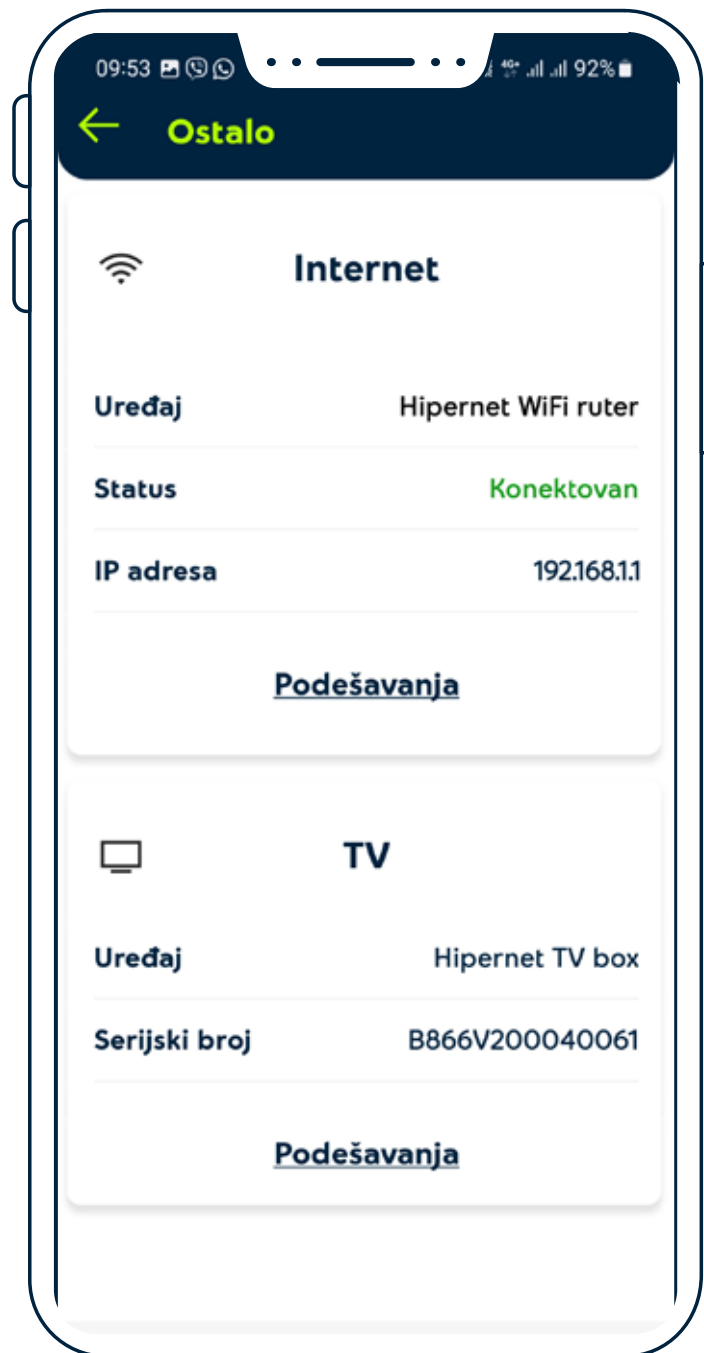 09:53 92%
Ostalo
Internet
Uređaj Hipernet WiFi ruter
Status Konektovan
IP adresa 192.168.1.1
Podešavanja
TV
Uređaj Hipernet TV box
Serijski broj B866V200040061
Podešavanja